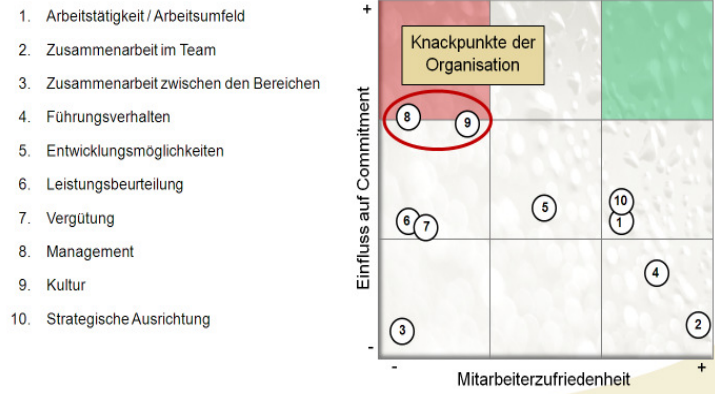 1. Arbeitstätigkeit / Arbeitsumfeld
2. Zusammenarbeit im Team
3. Zusammenarbeit zwischen den Bereichen
4. Führungsverhalten
5. Entwicklungsmöglichkeiten
6. Leistungsbeurteilung
7. Vergütung
8. Management
9. Kultur
10. Strategische Ausrichtung
+
Einfluss auf Commitment
-
Knackpunkte der
Organisation
8
9
10
5
6
7
1
4
3
2
-
+
Mitarbeiterzufriedenheit